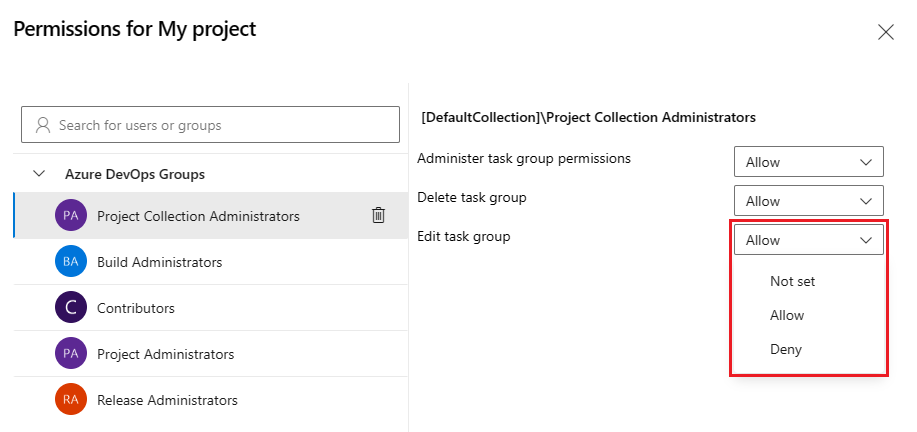 Permissions for My project
Search for users or groups
Azure DevOps Groups
PA Project Collection Administrators
BA Build Administrators
C Contributors
PA Project Administrators
RA Release Administrators
[DefaultCollection]\Project Collection Administrators
Administer task group permissions Allow
Delete task group Allow
Edit task group Allow
Not set
Allow
Deny